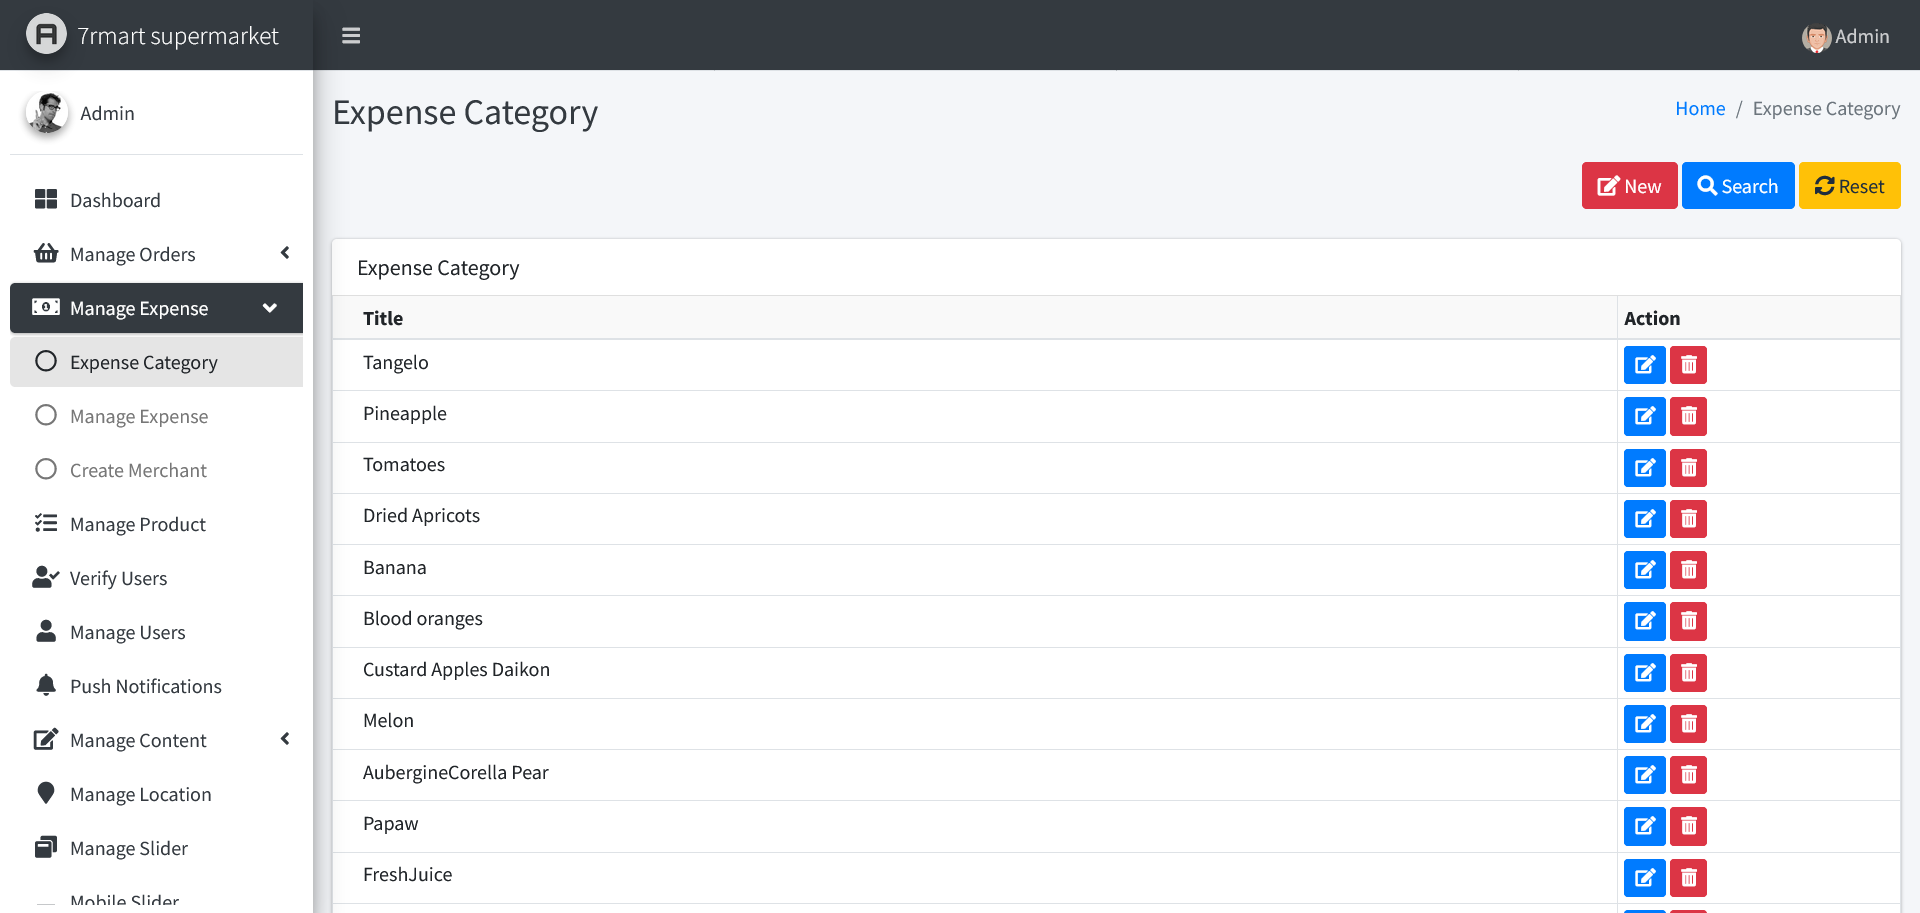 7rmart supermarket
Admin
Admin
Dashboard
Manage Orders
Manage Expense
Expense Category
Manage Expense
Create Merchant
Manage Product
Verify Users
Manage Users
Push Notifications
Manage Content
Manage Location
Manage Slider
Mobile Slider
Expense Category
Home / Expense Category
New Search Reset
Expense Category
Title Action
Tangelo
Pineapple
Tomatoes
Dried Apricots
Banana
Blood oranges
Custard Apples Daikon
Melon
AubergineCorella Pear
Papaw
FreshJuice